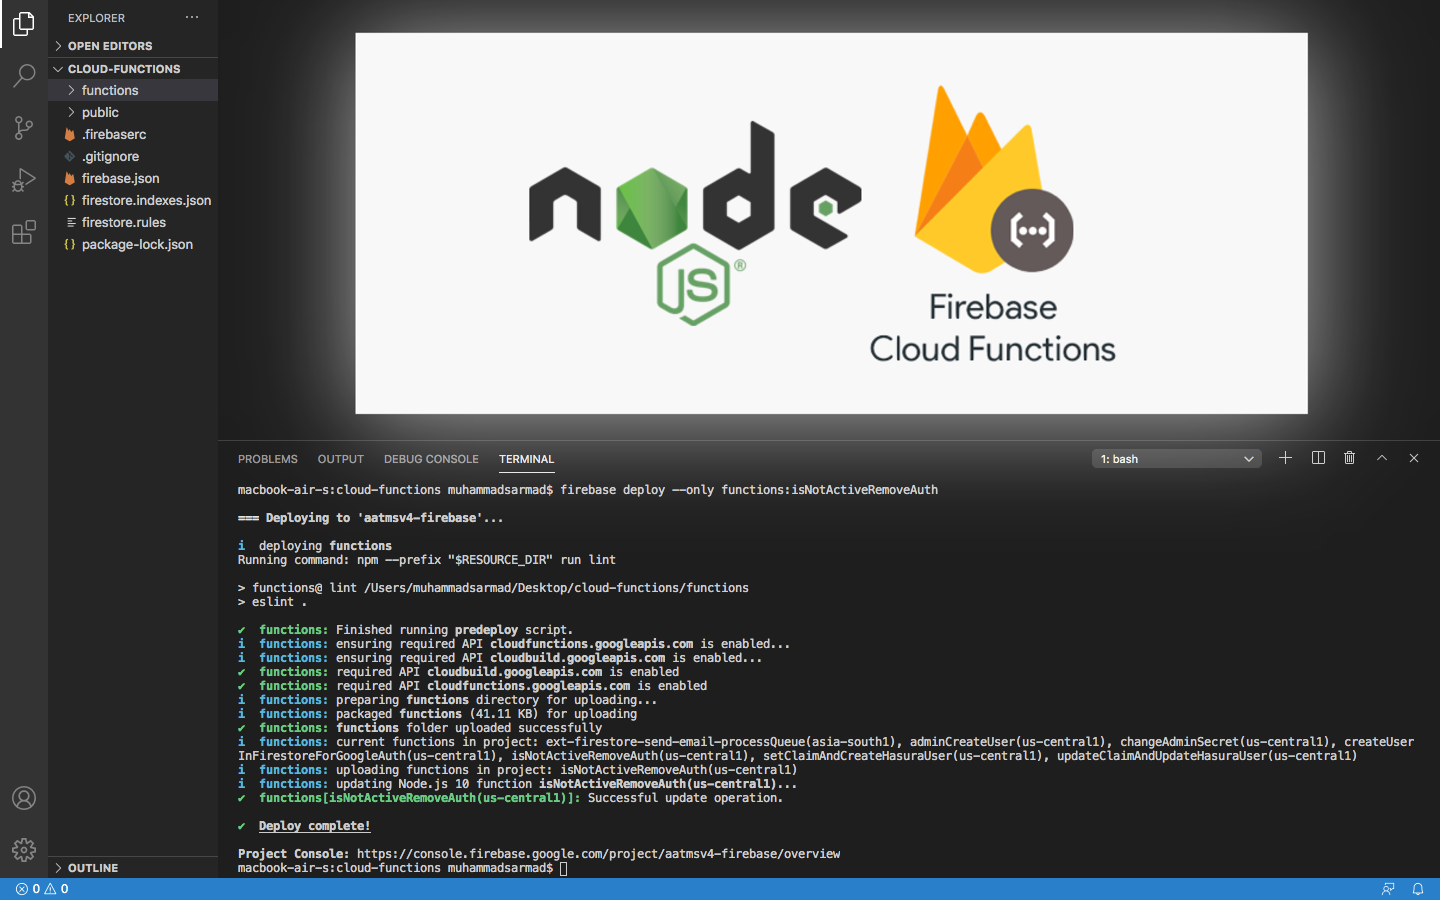 EXPLORER
OPEN EDITORS
CLOUD-FUNCTIONS
functions
public
.firebaserc
.gitignore
firebase.json
firestore.indexes.json
firestore.rules
package-lock.json
OUTLINE
node
JS®
Firebase
Cloud Functions
PROBLEMS OUTPUT DEBUG CONSOLE TERMINAL 1: bash
macbook-air-s:cloud-functions muhammadsarmad$ firebase deploy --only functions:isNotActiveRemoveAuth
=== Deploying to 'aatmsv4-firebase'...
i deploying functions
Running command: npm --prefix "$RESOURCE_DIR" run lint
> functions@ lint /Users/muhammadsarmad/Desktop/cloud-functions/functions
> eslint .
✔ functions: Finished running predeploy script.
i functions: ensuring required API cloudfunctions.googleapis.com is enabled...
i functions: ensuring required API cloudbuild.googleapis.com is enabled...
✔ functions: required API cloudbuild.googleapis.com is enabled
✔ functions: required API cloudfunctions.googleapis.com is enabled
i functions: preparing functions directory for uploading...
i functions: packaged functions (41.11 KB) for uploading
✔ functions: functions folder uploaded successfully
i functions: current functions in project: ext-firestore-send-email-processQueue(asia-south1), adminCreateUser(us-central1), changeAdminSecret(us-central1), createUser
InFirestoreForGoogleAuth(us-central1), isNotActiveRemoveAuth(us-central1), setClaimAndCreateHasuraUser(us-central1), updateClaimAndUpdateHasuraUser(us-central1)
i functions: uploading functions in project: isNotActiveRemoveAuth(us-central1)
i functions: updating Node.js 10 function isNotActiveRemoveAuth(us-central1)...
✔ functions[isNotActiveRemoveAuth(us-central1)]: Successful update operation.
✔ Deploy complete!
Project Console: https://console.firebase.google.com/project/aatmsv4-firebase/overview
macbook-air-s:cloud-functions muhammadsarmad$
0 0